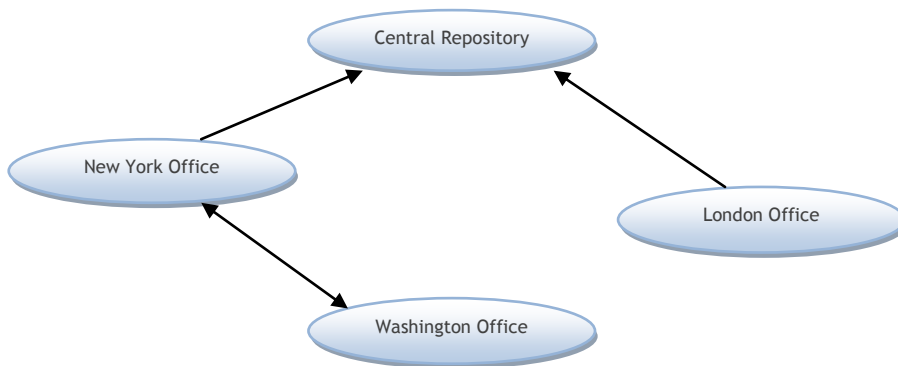 Central Repository
New York Office
London Office
Washington Office